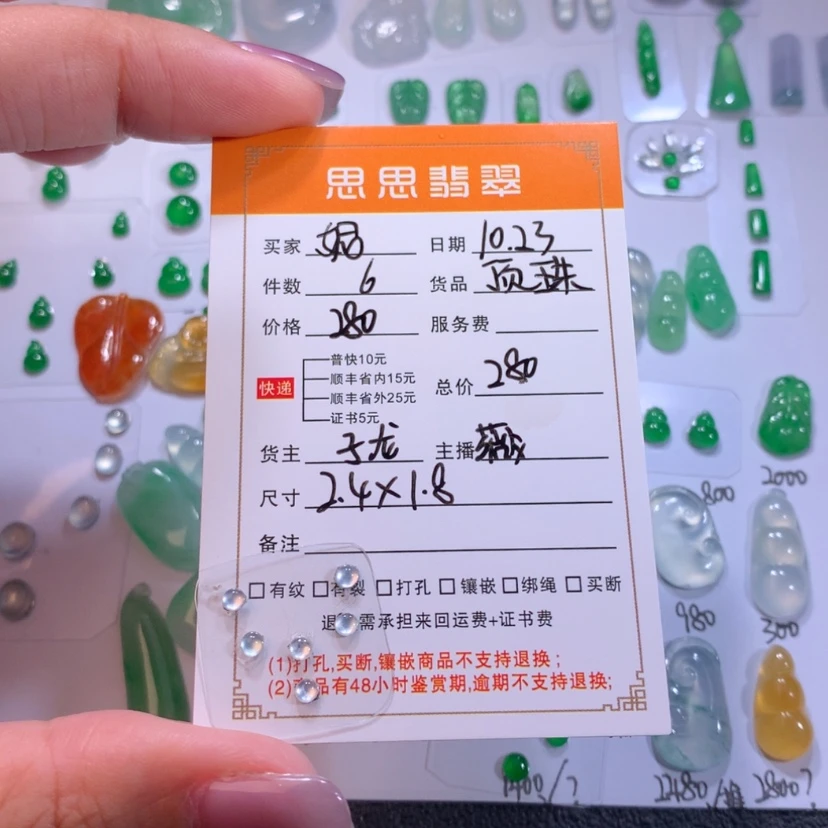 思思翡翠
买家 娟 日期 10.23
件数 6 货品 顶珠
价格 280 服务费
快递
普快10元
顺丰省内15元
顺丰省外25元
证书5元
总价 280
货主 子龙 主播 薇
尺寸 2.4×1.8
备注
□有纹 □有裂 □打孔 □镶嵌 □绑绳 □买断
退 需承担来回运费+证书费
(1)打孔,买断,镶嵌商品不支持退换;
(2)商品有48小时鉴赏期,逾期不支持退换;
2000
800
980
300
1400/?
22480/
2800?